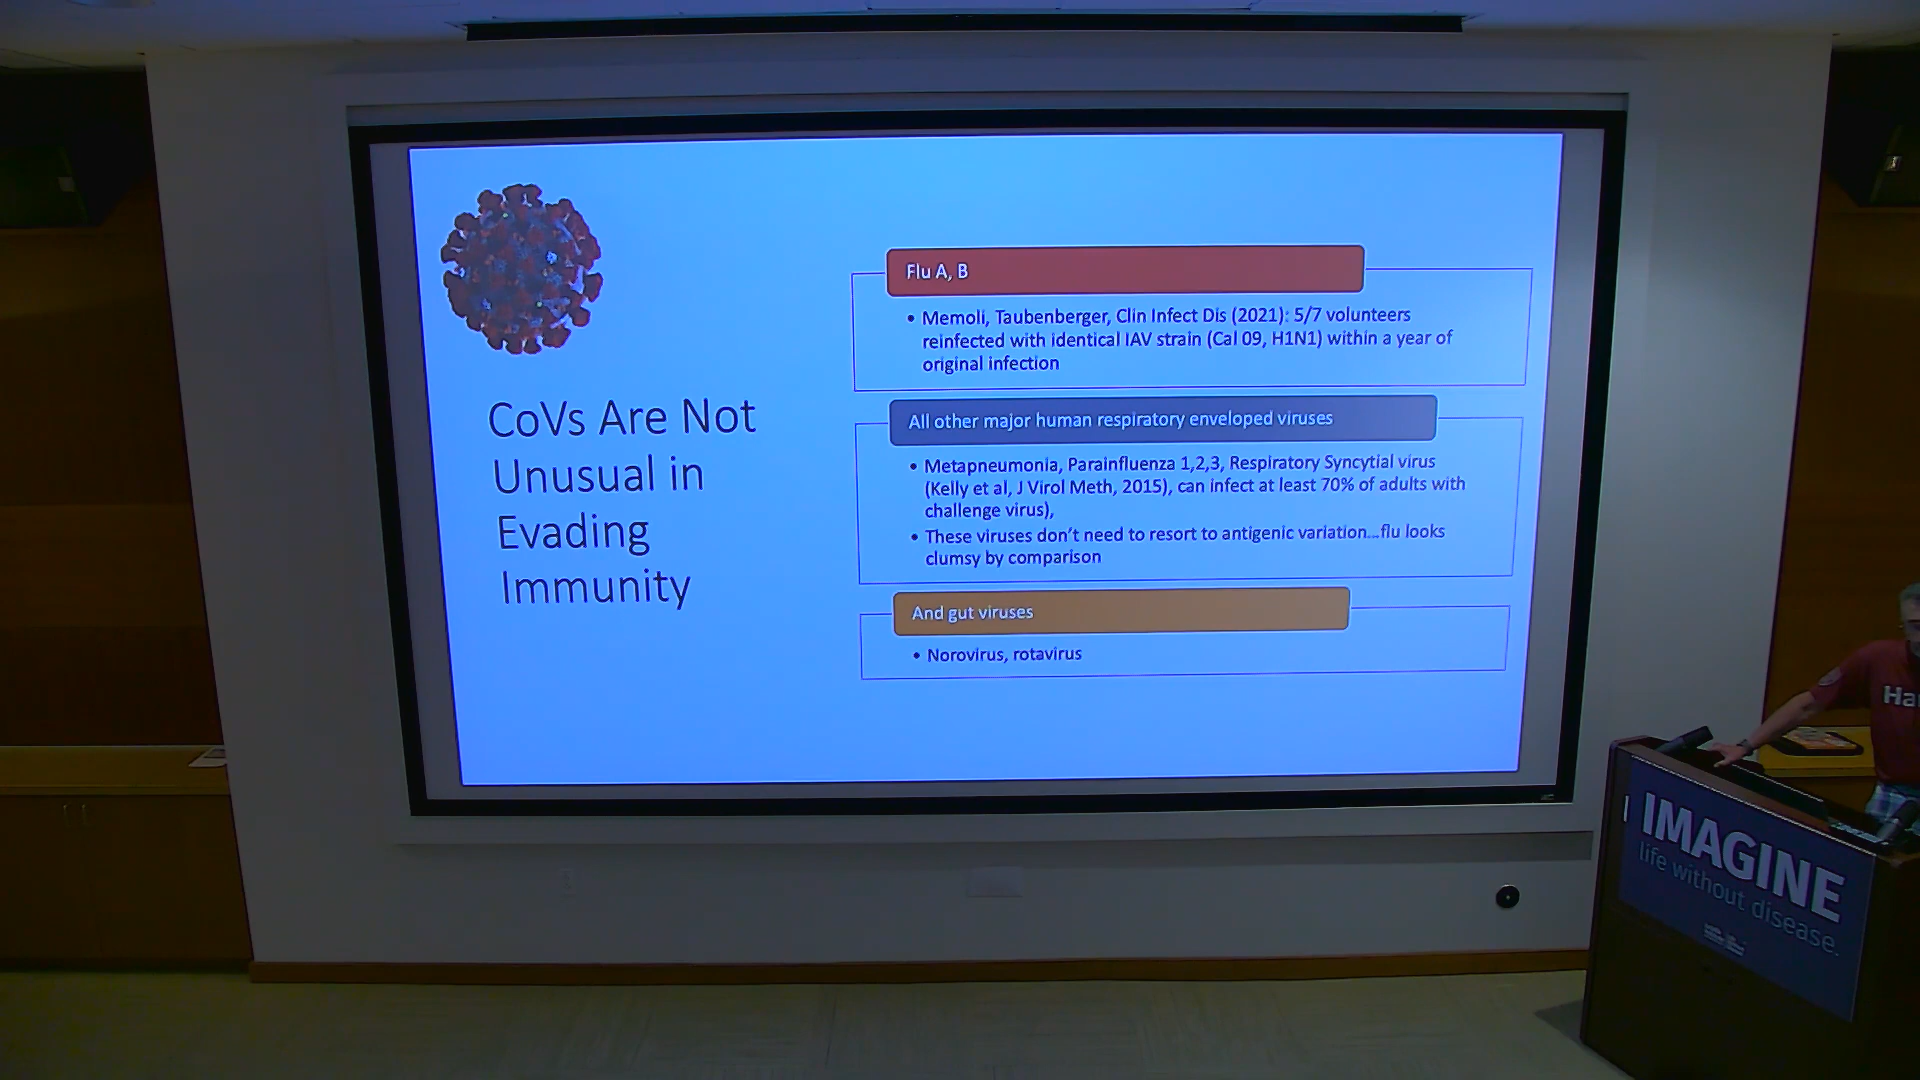 CoVs Are Not
Unusual in
Evading
Immunity
Flu A, B
• Memoli, Taubenberger, Clin Infect Dis (2021): 5/7 volunteers
reinfected with identical IAV strain (Cal 09, H1N1) within a year of
original infection
All other major human respiratory enveloped viruses
• Metapneumonia, Parainfluenza 1,2,3, Respiratory Syncytial virus
(Kelly et al, J Virol Meth, 2015), can infect at least 70% of adults with
challenge virus),
• These viruses don't need to resort to antigenic variation...flu looks
clumsy by comparison
And gut viruses
• Norovirus, rotavirus
Ha
IMAGINE
life without disease.